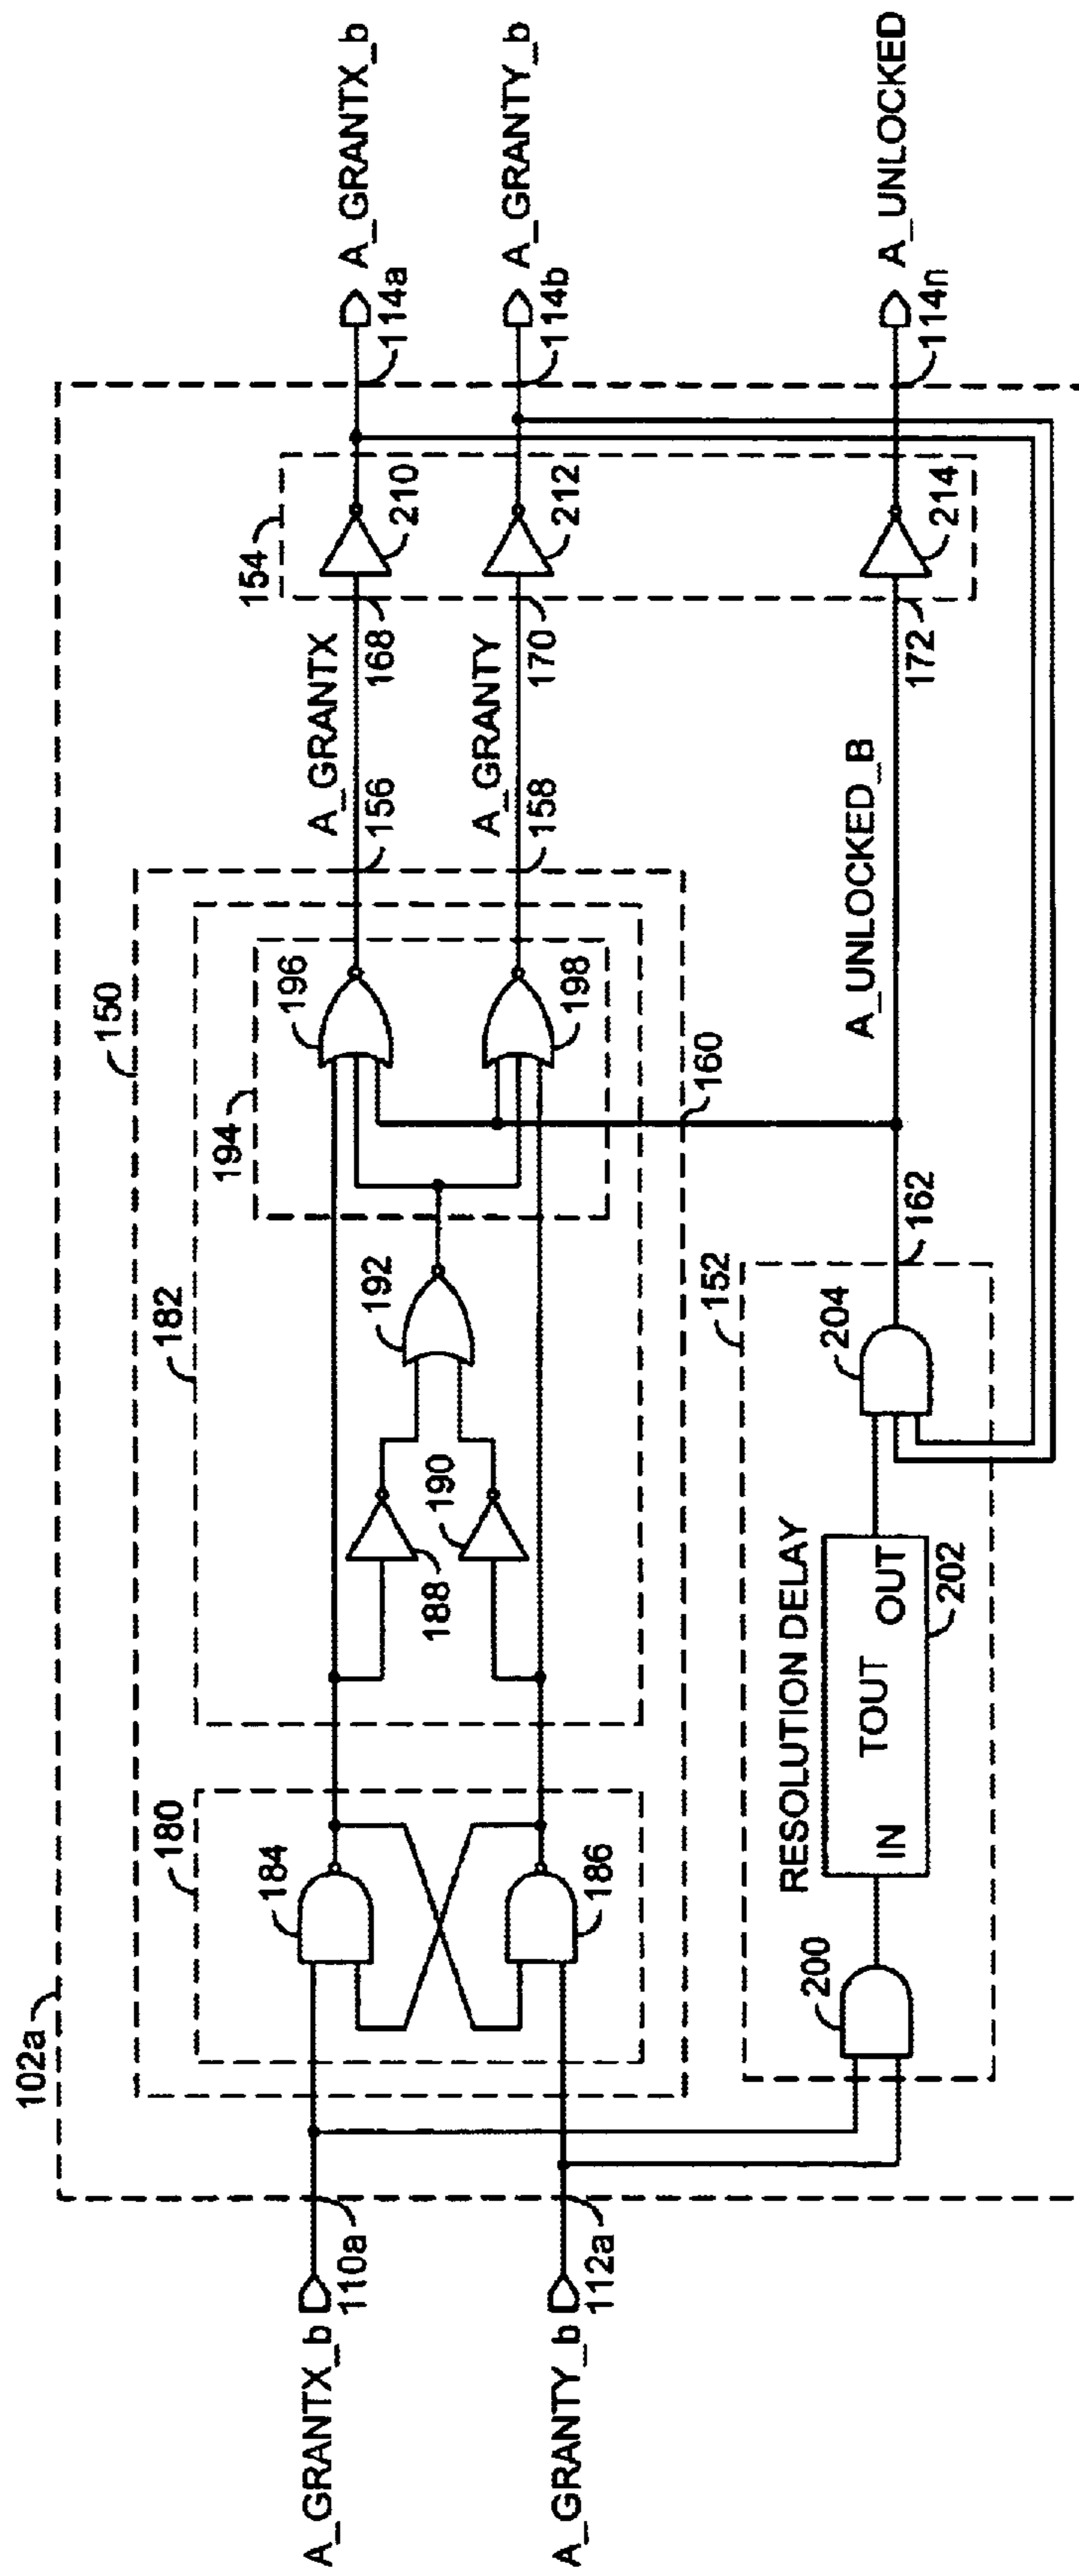 102a
150
182
180
184
186
188
190
192
194
196
198
160
A_GRANTX
156
168
A_GRANTY
158
170
154
210
212
214
172
A_GRANTX_b
114a
A_GRANTY_b
114b
A_UNLOCKED
114n
A_GRANTX_b
110a
A_GRANTY_b
112a
A_UNLOCKED_B
162
152
204
RESOLUTION DELAY
IN TOUT OUT
202
200